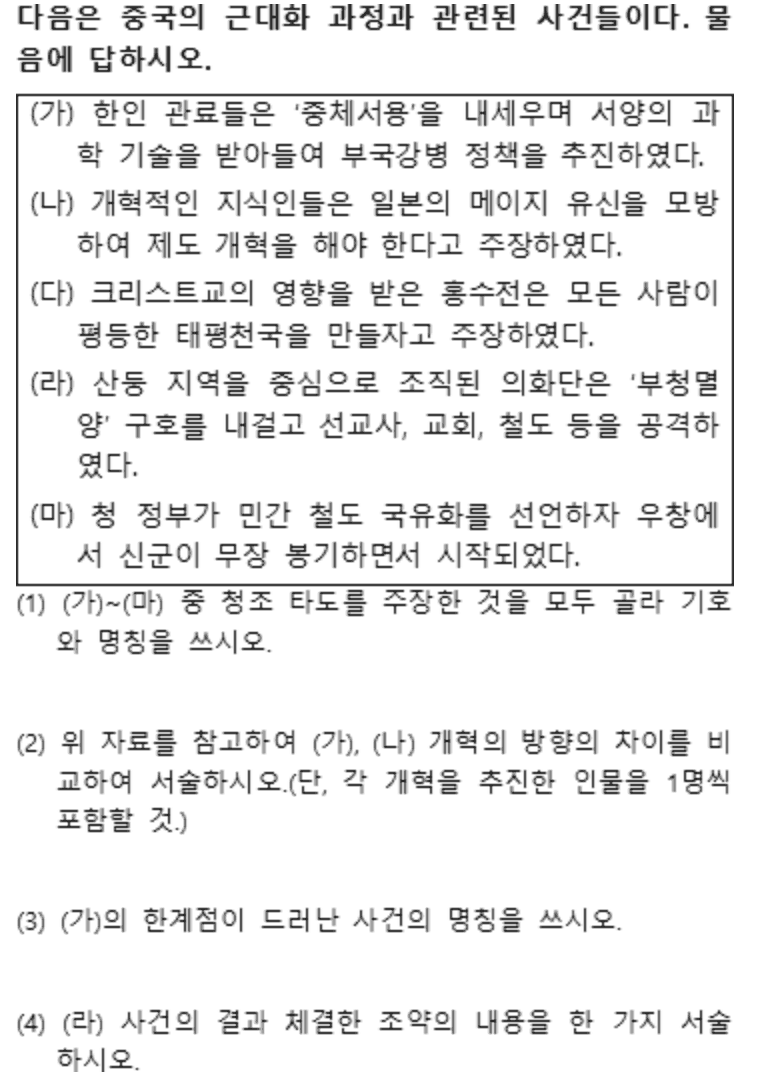 다음은 중국의 근대화 과정과 관련된 사건들이다. 물
음에 답하시오.
(가) 한인 관료들은 '중체서용'을 내세우며 서양의 과
학 기술을 받아들여 부국강병 정책을 추진하였다.
(나) 개혁적인 지식인들은 일본의 메이지 유신을 모방
하여 제도 개혁을 해야 한다고 주장하였다.
(다) 크리스트교의 영향을 받은 홍수전은 모든 사람이
평등한 태평천국을 만들자고 주장하였다.
(라) 산둥 지역을 중심으로 조직된 의화단은 '부청멸
양' 구호를 내걸고 선교사, 교회, 철도 등을 공격하
였다.
(마) 청 정부가 민간 철도 국유화를 선언하자 우창에
서 신군이 무장 봉기하면서 시작되었다.
(1) (가)~(마) 중 청조 타도를 주장한 것을 모두 골라 기호
와 명칭을 쓰시오.
(2) 위 자료를 참고하여 (가), (나) 개혁의 방향의 차이를 비
교하여 서술하시오.(단, 각 개혁을 추진한 인물을 1명씩
포함할 것.)
(3) (가)의 한계점이 드러난 사건의 명칭을 쓰시오.
(4) (라) 사건의 결과 체결한 조약의 내용을 한 가지 서술
하시오.